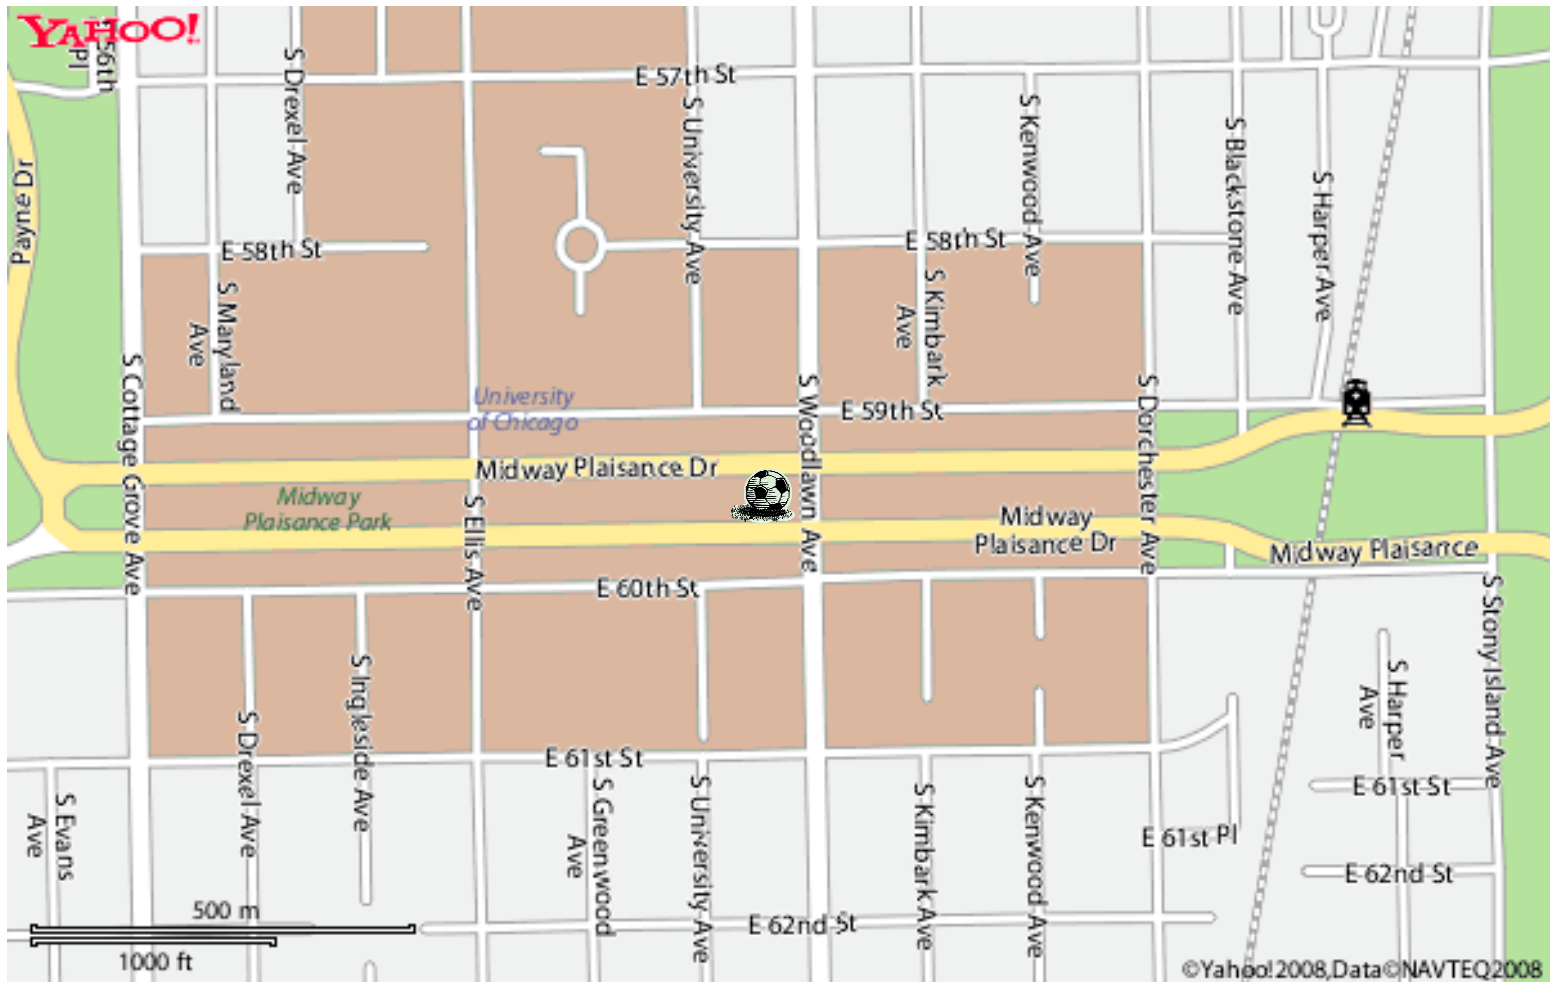 YAHOO!
56th
Pl
S Drexel Ave
E 57th St
S University Ave
S Kenwood Ave
S Blackstone Ave
S Harper Ave
Payne Dr
E 58th St
E 58th St
S Maryland
Ave
S Kimbark
Ave
S Cottage Grove Ave
University
of Chicago
S Woodlawn Ave
E 59th St
S Dorchester Ave
Midway Plaisance Dr
Midway
Plaisance Park
S Ellis Ave
Midway
Plaisance Dr
Midway Plaisance
E 60th St
S Stony Island Ave
S Ingleside Ave
S Harper
Ave
S Drexel Ave
E 61st St
E 61st St
S Evans
Ave
S Greenwood
Ave
S University Ave
S Kimbark Ave
S Kenwood Ave
E 61st Pl
E 62nd St
500 m
E 62nd St
1000 ft
©Yahoo!2008,Data©NAVTEQ2008